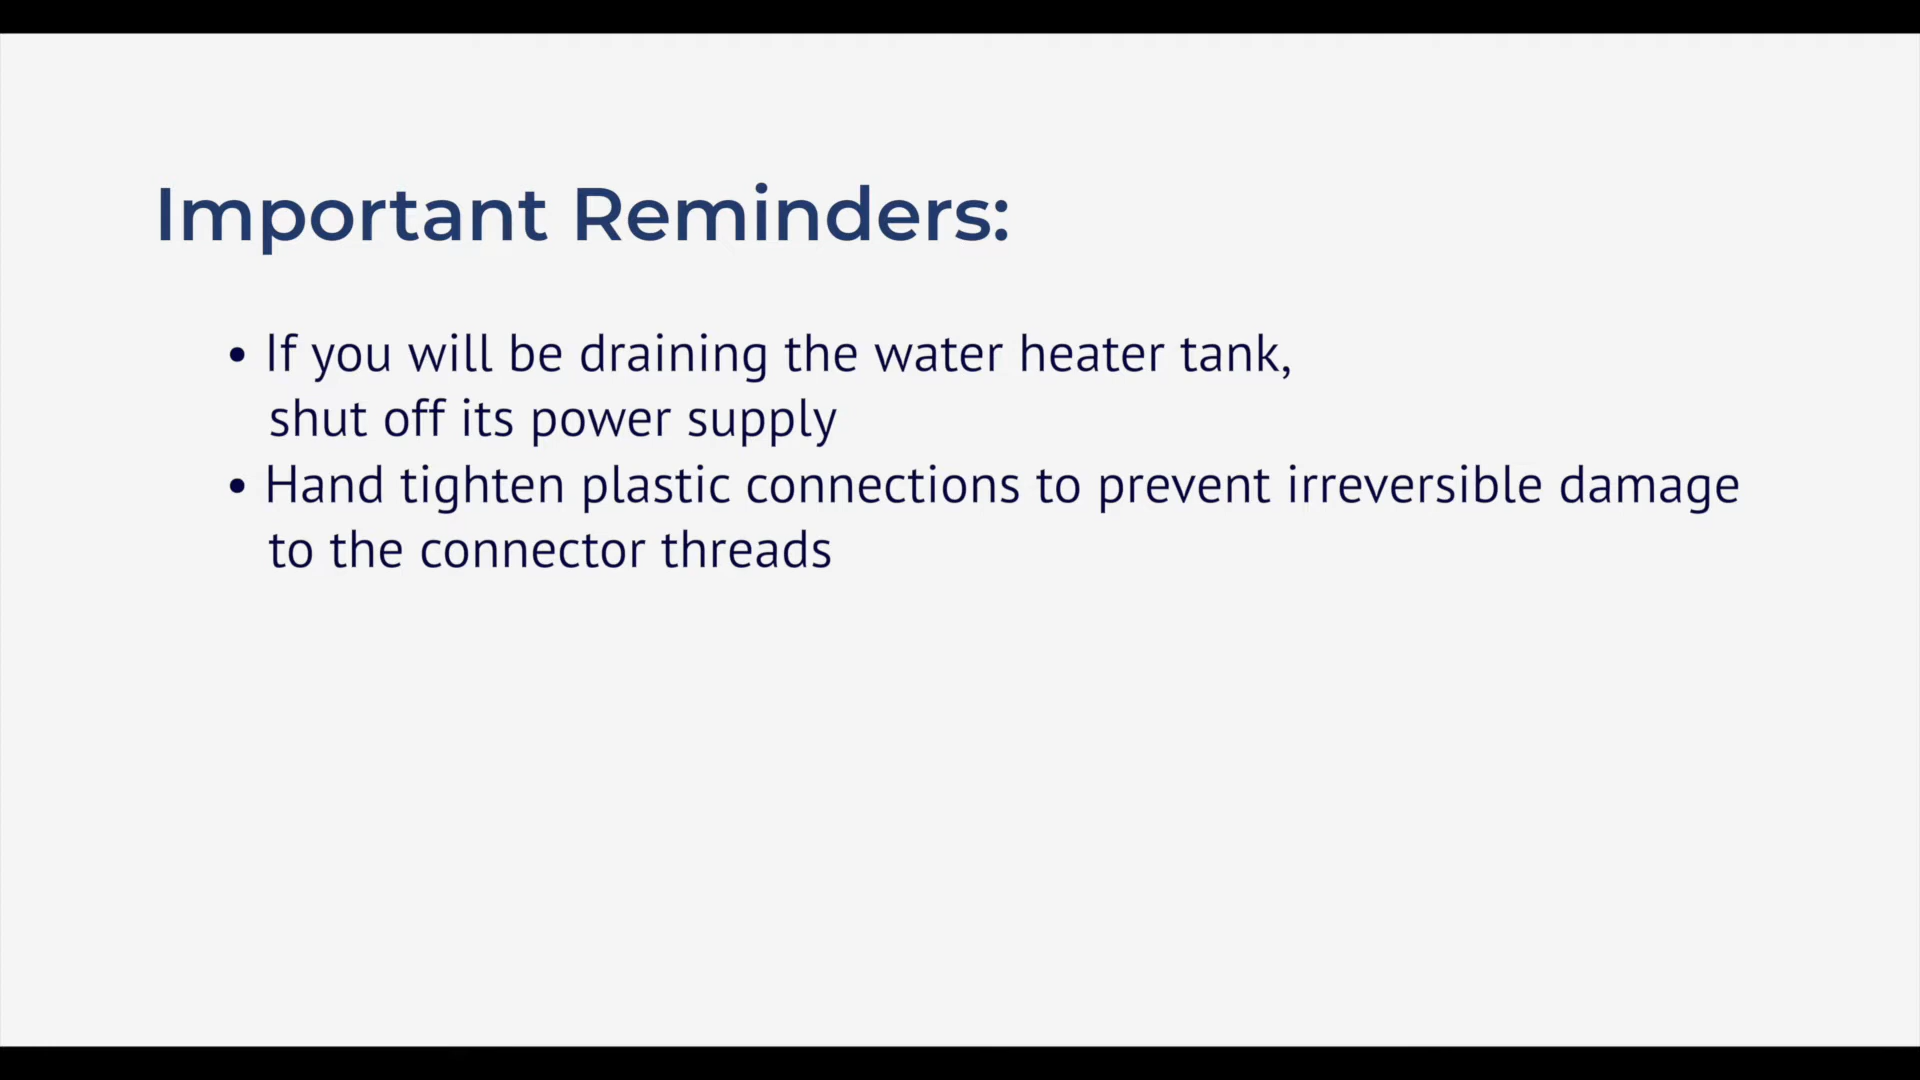 Important Reminders:
• If you will be draining the water heater tank,
shut off its power supply
• Hand tighten plastic connections to prevent irreversible damage
to the connector threads